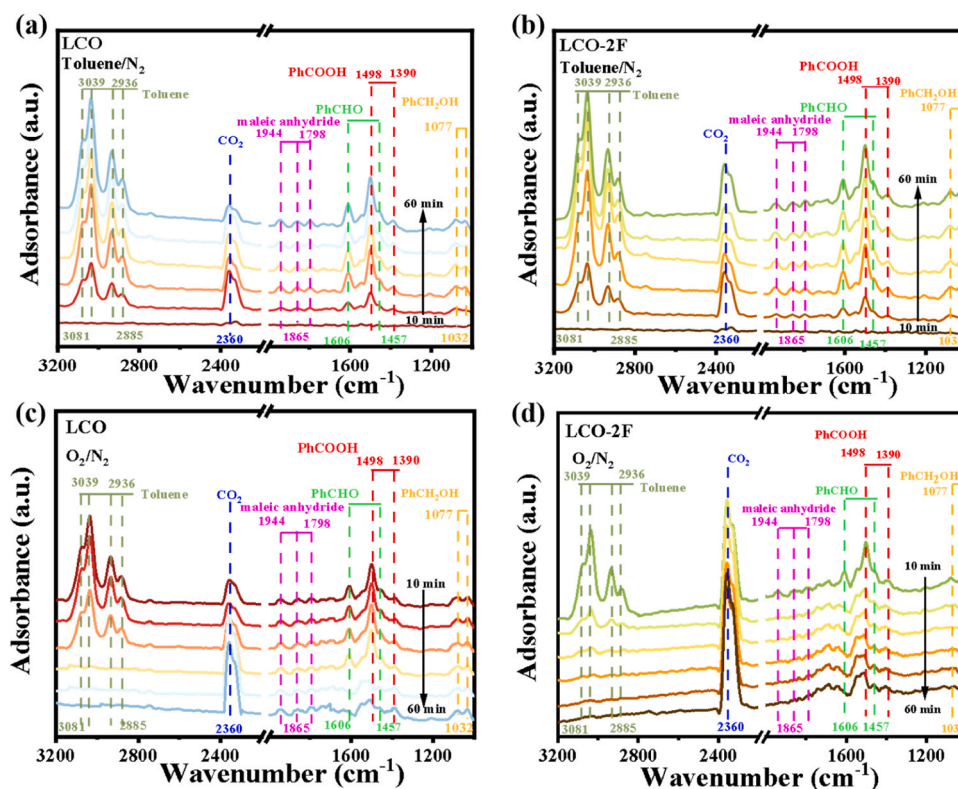 (a)
LCO
Toluene/N2
3039 2936
Toluene
CO2
maleic anhydride
1944 1798
PhCOOH 1498 1390
PhCHO
PhCH2OH
1077
60 min
10 min
3081 2885
2360
1865
1606 1457
1032
3200 2800 2400 1600 1200
Wavenumber (cm-1)
Adsorbance (a.u.)
(b)
LCO-2F
Toluene/N2
3039 2936
Toluene
CO2
maleic anhydride
1944 1798
PhCOOH
1498 1390
PhCHO
PhCH2OH
1077
60 min
10 min
3081 2885
2360
1865
1606 1457
103
3200 2800 2400 1600 1200
Wavenumber (cm-1)
Adsorbance (a.u.)
(c)
LCO
O2/N2
3039 2936
Toluene
CO2
maleic anhydride
1944 1798
PhCOOH
1498 1390
PhCHO
PhCH2OH
1077
10 min
60 min
3081 2885
2360
1865
1606 1457
1032
3200 2800 2400 1600 1200
Wavenumber (cm-1)
Adsorbance (a.u.)
(d)
LCO-2F
O2/N2
3039 2936
Toluene
CO2
maleic anhydride
1944 1798
PhCOOH
1498 1390
PhCHO
PhCH2OH
1077
10 min
60 min
3081 2885
2360
1865
1606 1457
103
3200 2800 2400 1600 1200
Wavenumber (cm-1)
Adsorbance (a.u.)